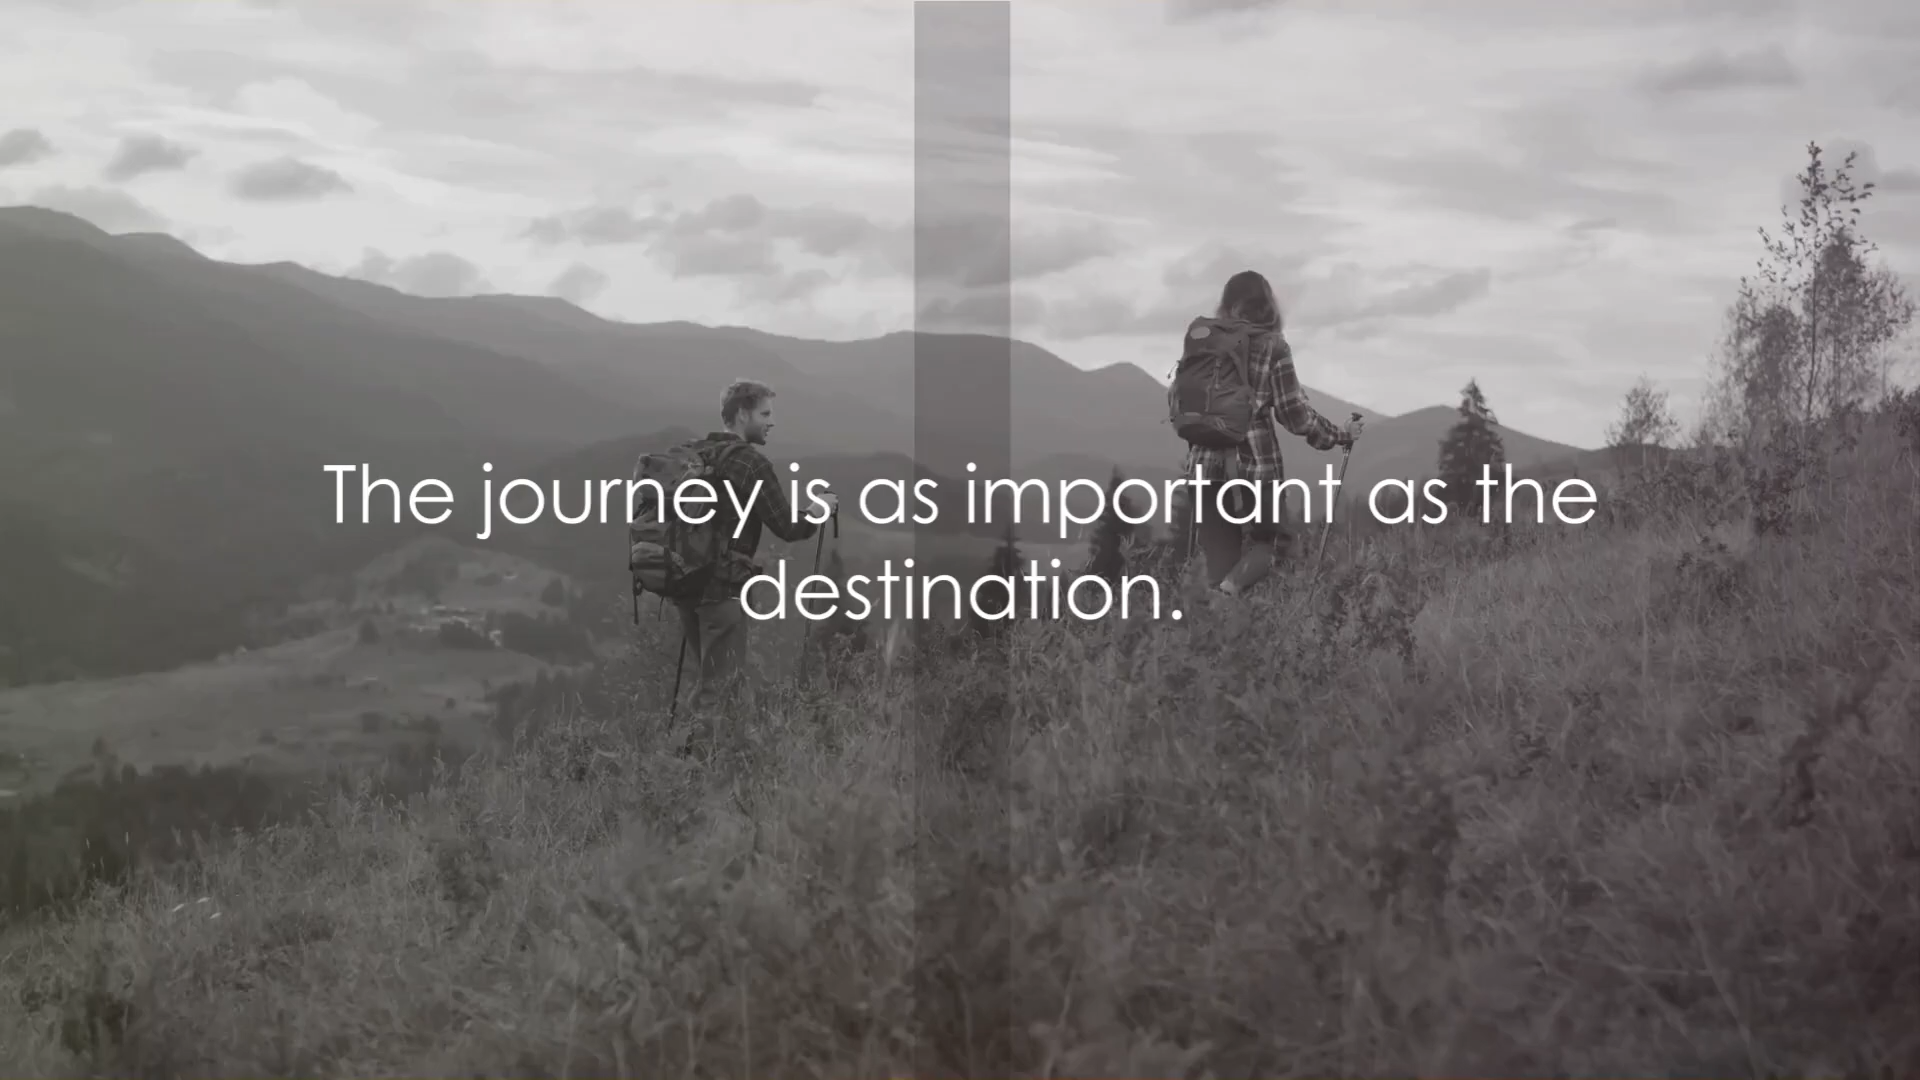 The journey is as important as the
destination.